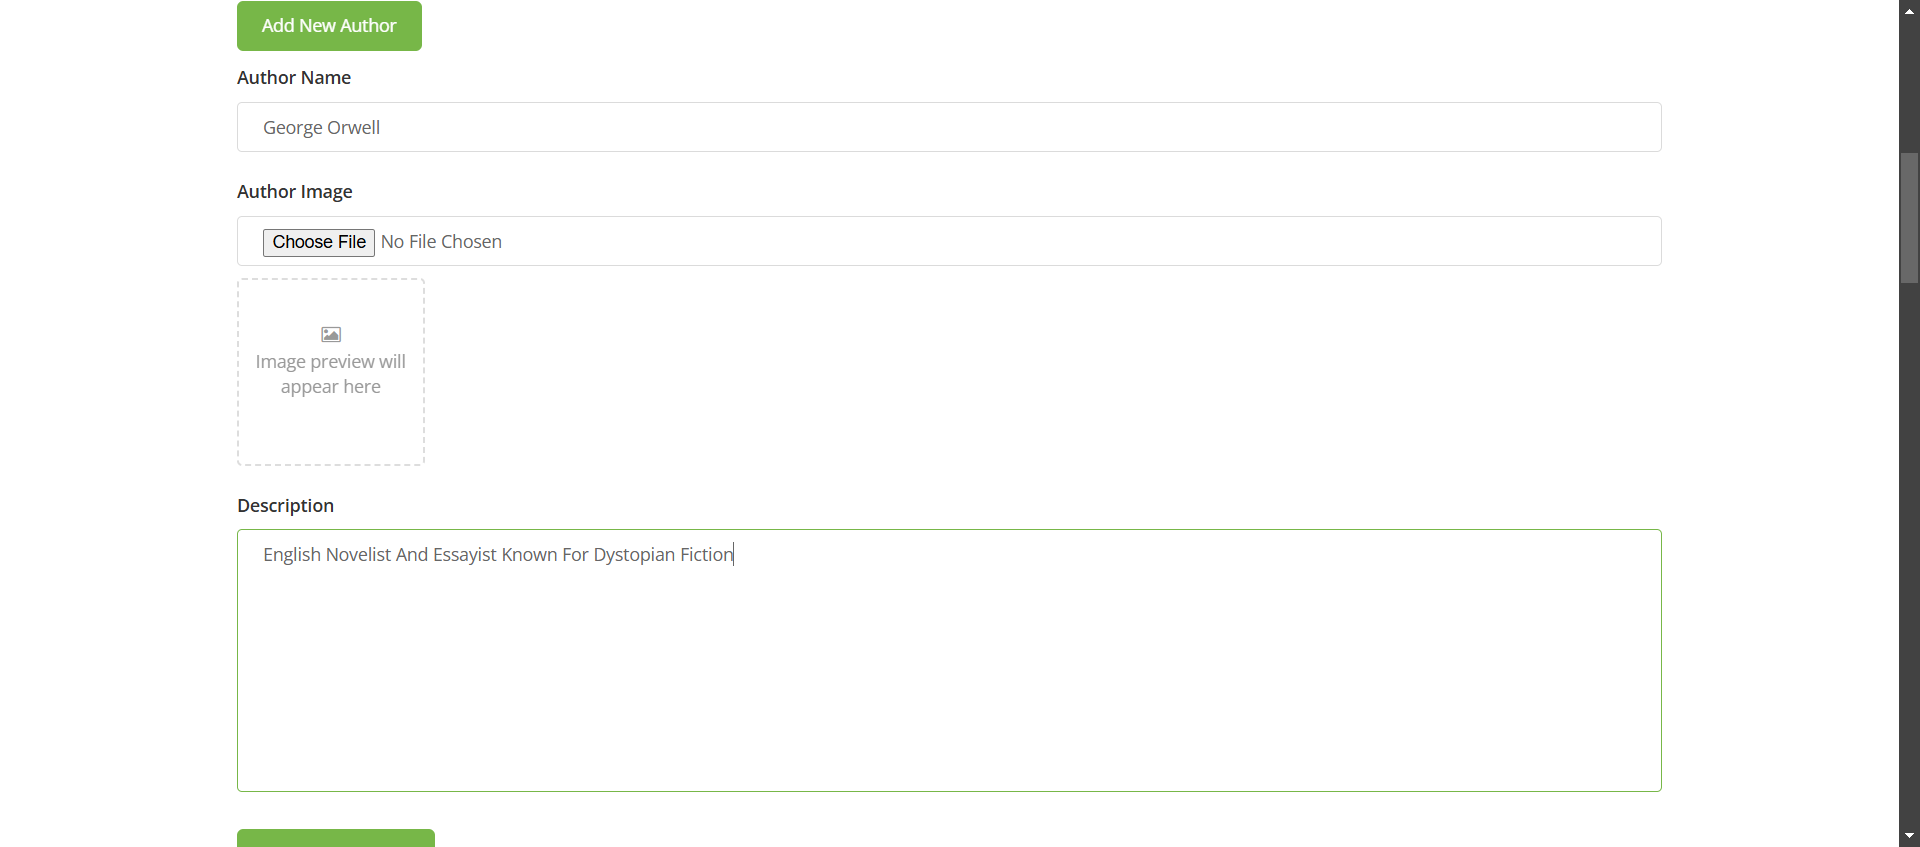 Add New Author
Author Name
George Orwell
Author Image
Choose File No File Chosen
Image preview will
appear here
Description
English Novelist And Essayist Known For Dystopian Fiction